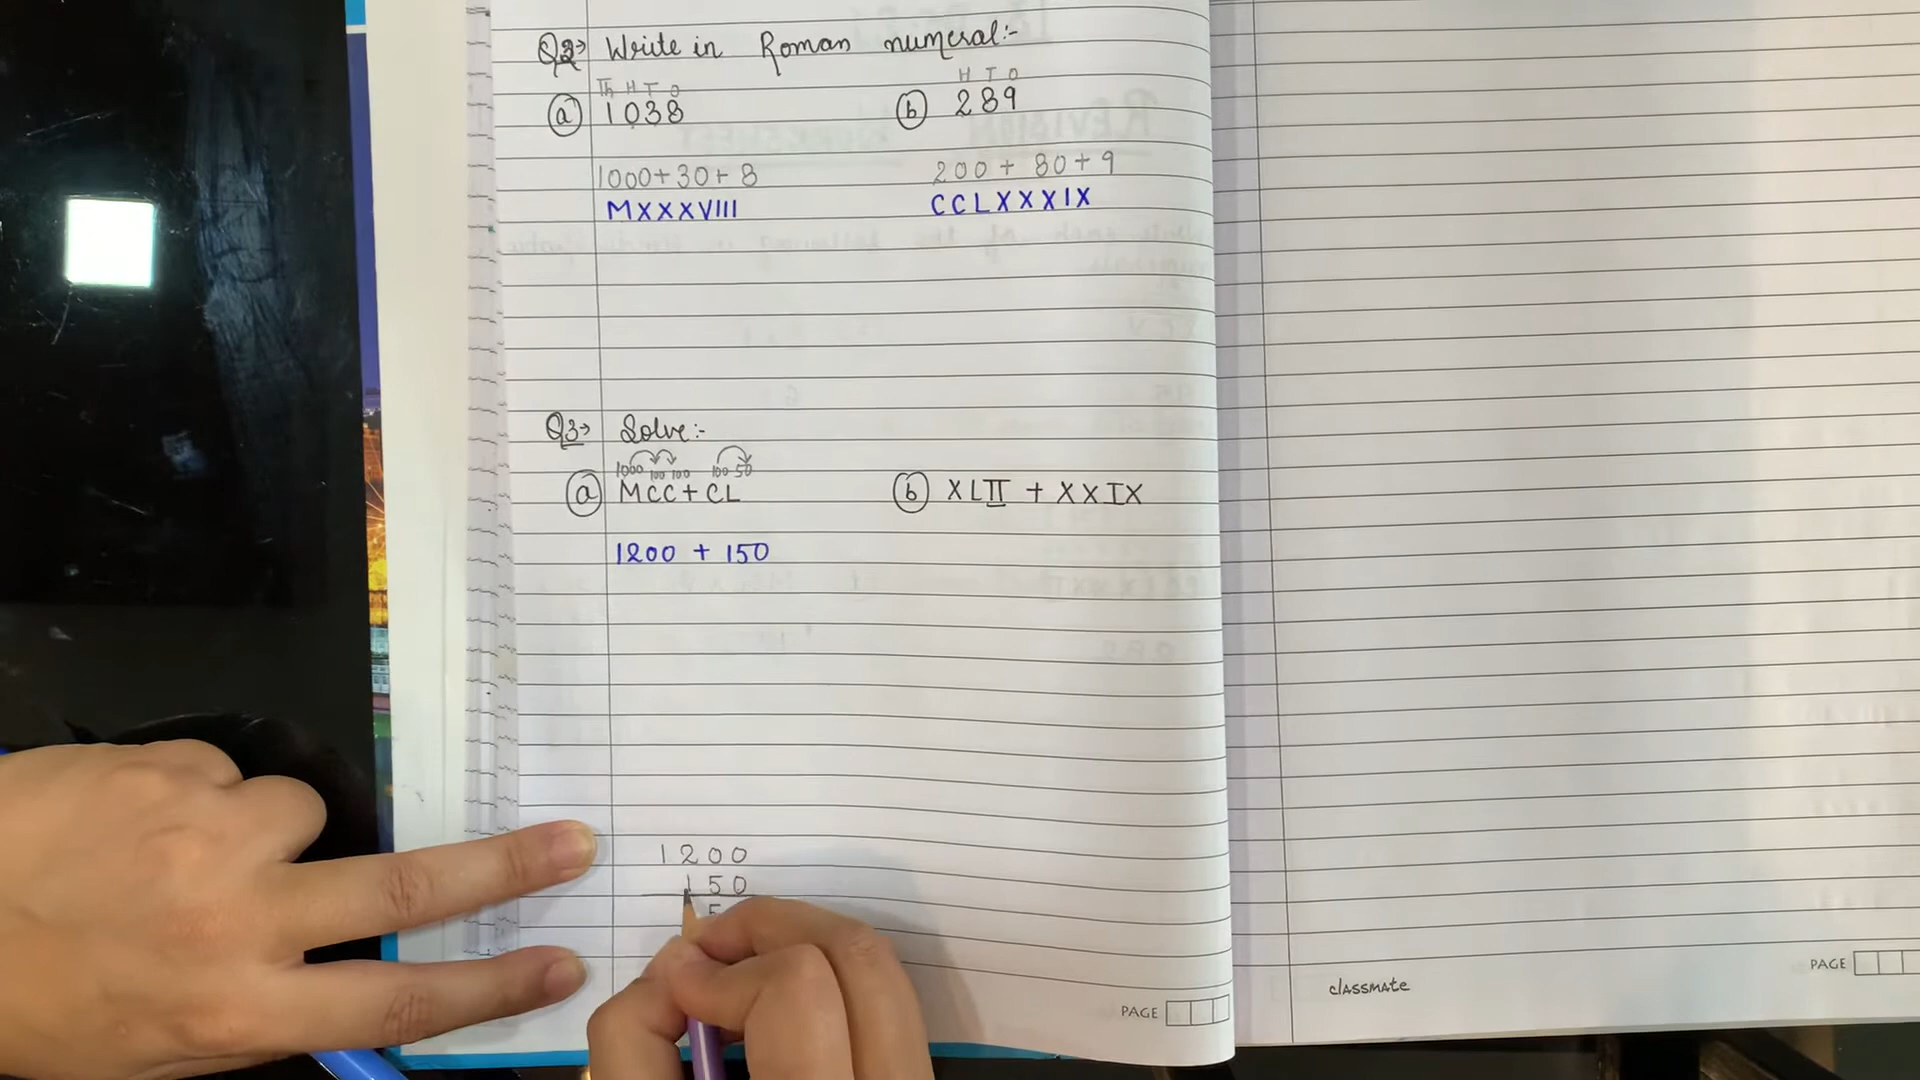 Q2→ Write in Roman numeral:-
Th H T O
H T O
(a) 1038
(b) 289
1000+30+8
200 + 80+9
MXXXVIII
CCLXXXIX
Q3→ Solve:-
1000 100 100 100 50
(a) MCC+CL
(b) XLII + XXIX
1200 + 150
1200
150
5
PAGE
classmate
PAGE